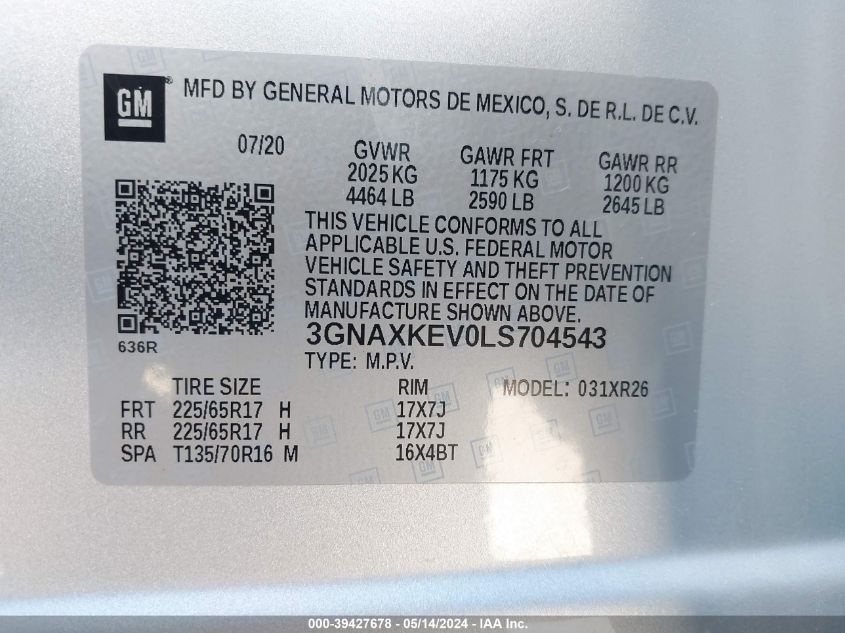 GM ® MFD BY GENERAL MOTORS DE MEXICO, S. DE R.L. DE C.V.
07/20 GVWR GAWR FRT GAWR RR
2025 KG 1175 KG 1200 KG
4464 LB 2590 LB 2645 LB
THIS VEHICLE CONFORMS TO ALL
APPLICABLE U.S. FEDERAL MOTOR
VEHICLE SAFETY AND THEFT PREVENTION
STANDARDS IN EFFECT ON THE DATE OF
MANUFACTURE SHOWN ABOVE.
636R 3GNAXKEV0LS704543
TYPE: M.P.V.
TIRE SIZE RIM MODEL: 031XR26
FRT 225/65R17 H 17X7J
RR 225/65R17 H 17X7J
SPA T135/70R16 M 16X4BT
000-39427678 - 05/14/2024 - IAA Inc.